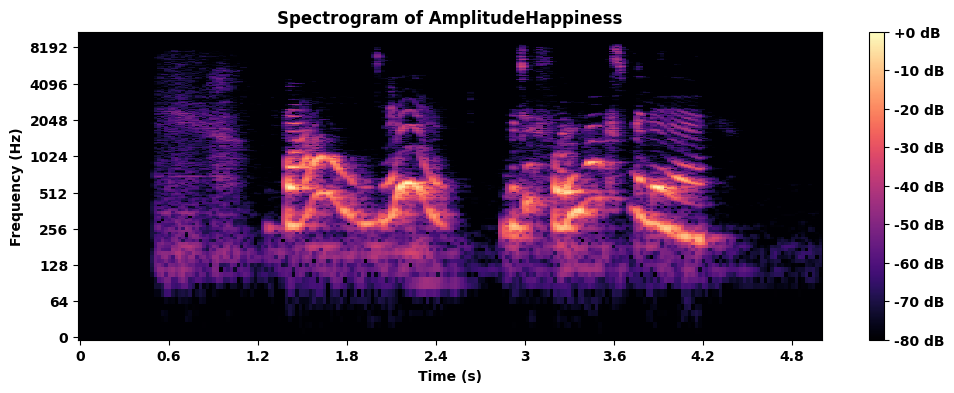 Spectrogram of AmplitudeHappiness
Frequency (Hz)
8192
4096
2048
1024
512
256
128
64
0
0 0.6 1.2 1.8 2.4 3 3.6 4.2 4.8
Time (s)
+0 dB
-10 dB
-20 dB
-30 dB
-40 dB
-50 dB
-60 dB
-70 dB
-80 dB